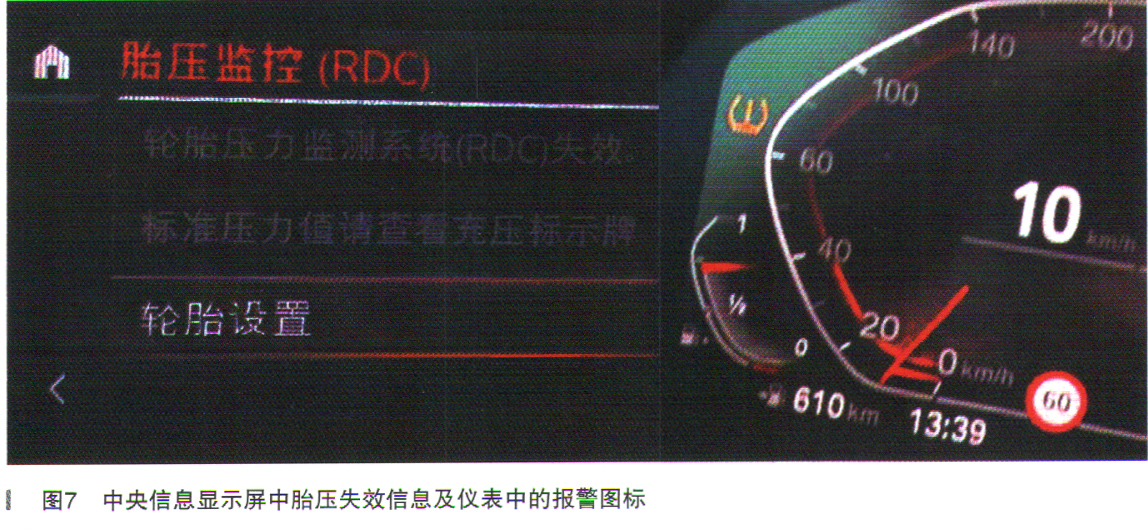 胎压监控 (RDC)
轮胎压力监测系统(RDC)失效。
标准压力值请查看充压标示牌
轮胎设置
200
140
100
60
40
20
0 km/h
10 km/h
1
½
0
610 km
13:39
60
图7 中央信息显示屏中胎压失效信息及仪表中的报警图标